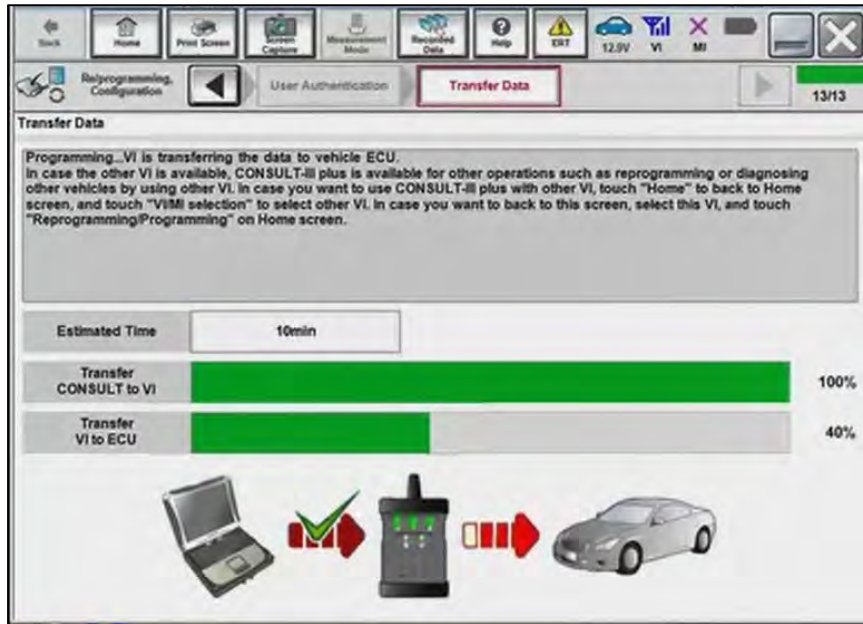 Back
Home
Print Screen
Screen Capture
Measurement Mode
Recorded Data
Help
ERT
12.9V
VI
MI
Re/programming, Configuration
User Authentication
Transfer Data
13/13
Transfer Data
Programming...VI is transferring the data to vehicle ECU.
In case the other VI is available, CONSULT-III plus is available for other operations such as reprogramming or diagnosing
other vehicles by using other VI. In case you want to use CONSULT-III plus with other VI, touch "Home" to back to Home
screen, and touch "VI/MI selection" to select other VI. In case you want to back to this screen, select this VI, and touch
"Reprogramming/Programming" on Home screen.
Estimated Time
10min
Transfer
CONSULT to VI
100%
Transfer
VI to ECU
40%